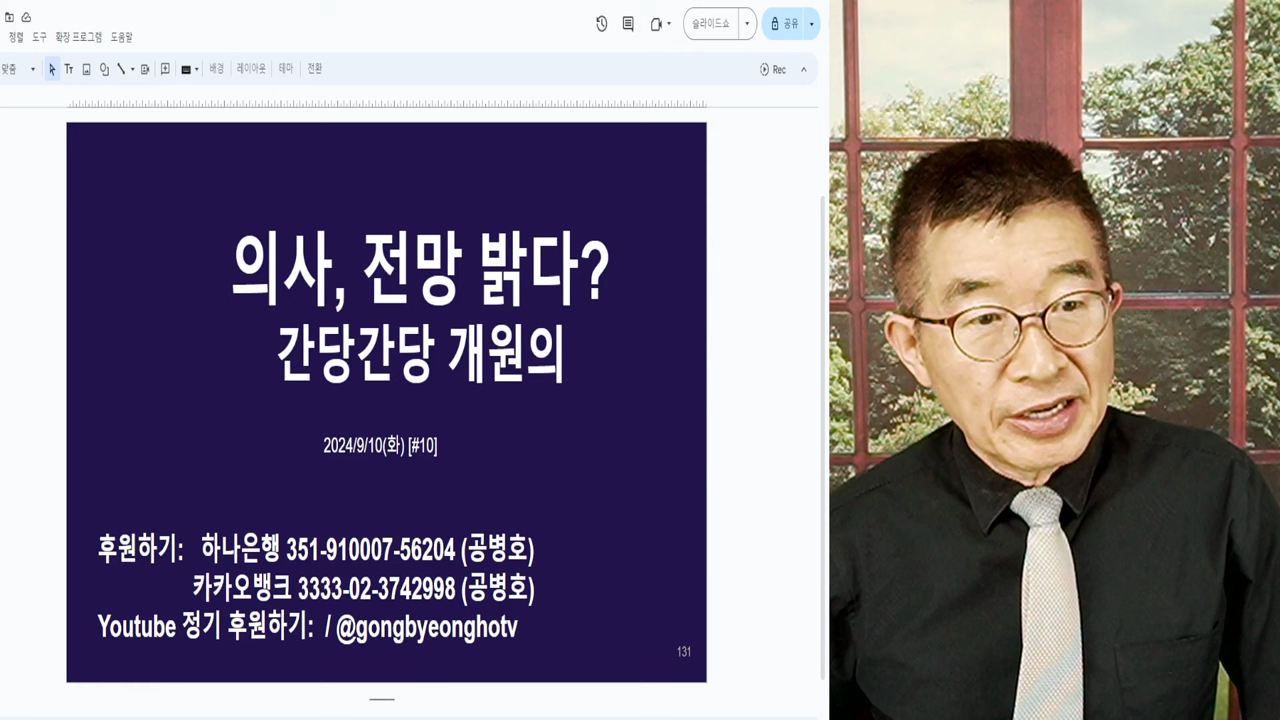 정렬 도구 확장 프로그램 도움말
슬라이드쇼
공유
맞춤
배경 레이아웃 테마 전환
Rec
의사, 전망 밝다?
간당간당 개원의
2024/9/10(화) [#10]
후원하기: 하나은행 351-910007-56204 (공병호)
카카오뱅크 3333-02-3742998 (공병호)
Youtube 정기 후원하기: / @gongbyeonghotv
131